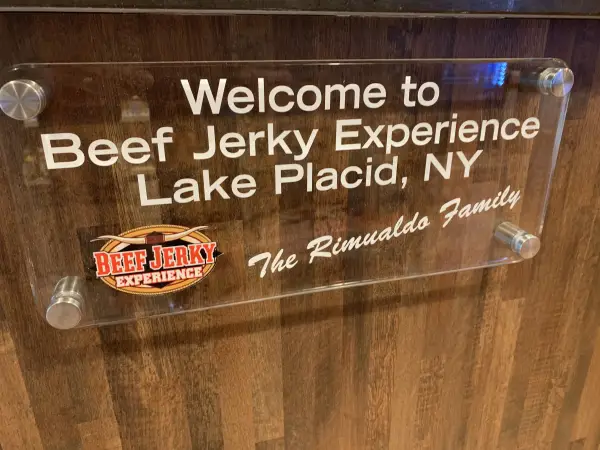 Welcome to
Beef Jerky Experience
Lake Placid, NY
The Rimualdo Family
BEEF JERKY
EXPERIENCE